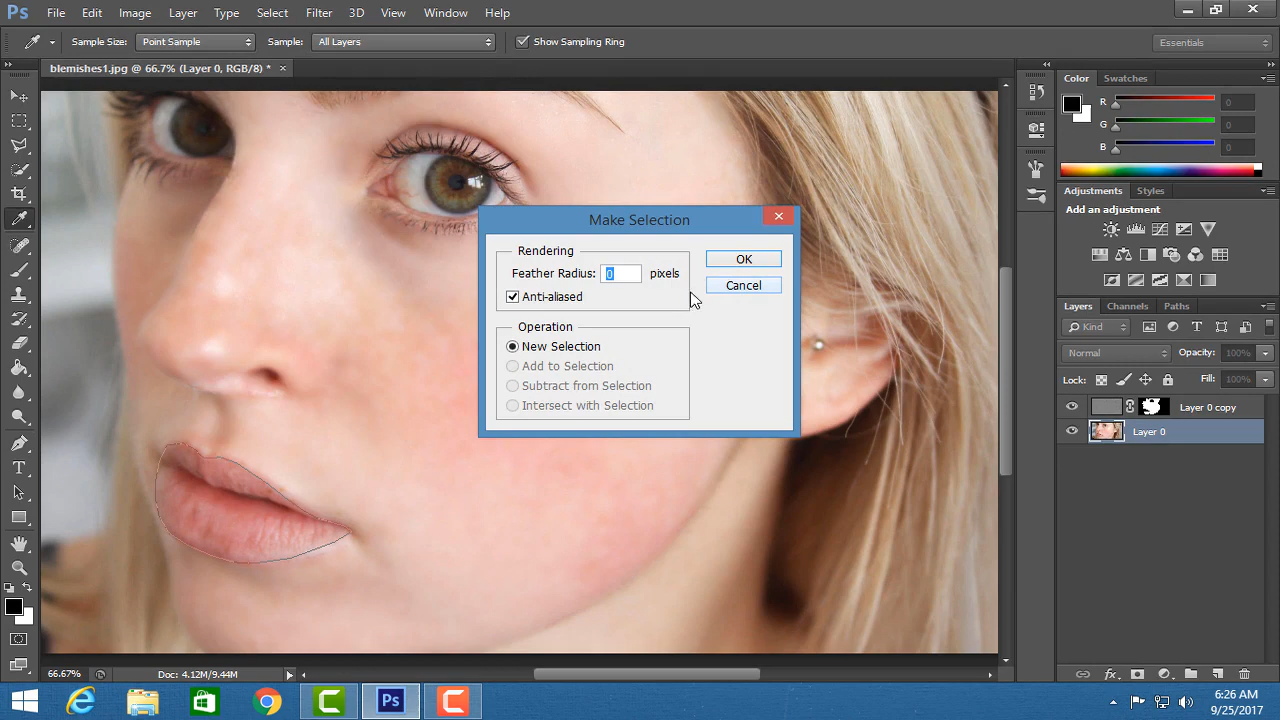 Ps File Edit Image Layer Type Select Filter 3D View Window Help
Sample Size: Point Sample Sample: All Layers Show Sampling Ring Essentials
blemishes1.jpg @ 66.7% (Layer 0, RGB/8) * ×
Color Swatches
R 0
G 0
B 0
Adjustments Styles
Add an adjustment
Make Selection
Rendering
Feather Radius: 0 pixels
Anti-aliased
OK
Cancel
Operation
New Selection
Add to Selection
Subtract from Selection
Intersect with Selection
Layers Channels Paths
Kind
Normal Opacity: 100%
Lock: Fill: 100%
Layer 0 copy
Layer 0
66.67% Doc: 4.12M/9.44M
Ps
6:26 AM
9/25/2017